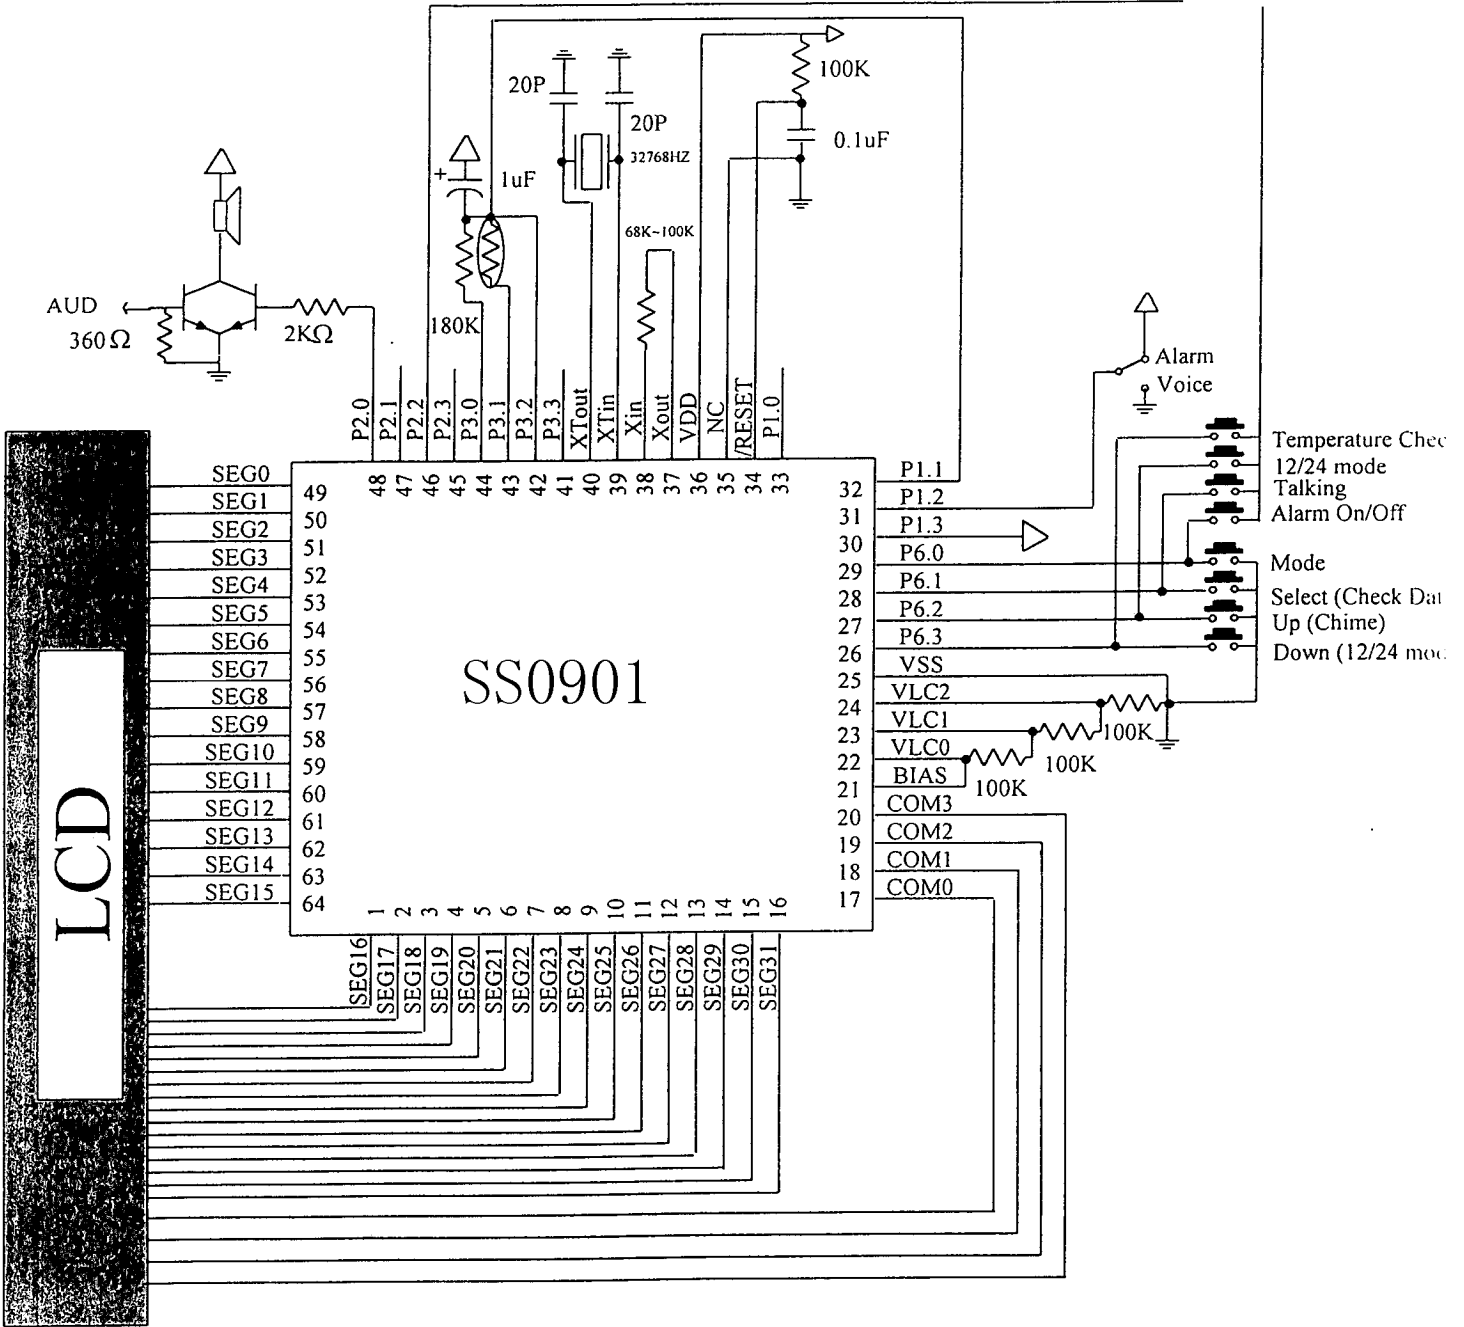 100K
20P
20P
0.1uF
32768HZ
+
1uF
68K~100K
AUD
360Ω
2KΩ
180K
Alarm
Voice
P2.0
P2.1
P2.2
P2.3
P3.0
P3.1
P3.2
P3.3
XTout
XTin
Xin
Xout
VDD
NC
/RESET
P1.0
48
47
46
45
44
43
42
41
40
39
38
37
36
35
34
33
Temperature Chec
12/24 mode
Talking
Alarm On/Off
Mode
Select (Check Dat
Up (Chime)
Down (12/24 mod
SEG0 49
SEG1 50
SEG2 51
SEG3 52
SEG4 53
SEG5 54
SEG6 55
SEG7 56
SEG8 57
SEG9 58
SEG10 59
SEG11 60
SEG12 61
SEG13 62
SEG14 63
SEG15 64
SS0901
LCD
32 P1.1
31 P1.2
30 P1.3
29 P6.0
28 P6.1
27 P6.2
26 P6.3
25 VSS
24 VLC2
23 VLC1
22 VLC0
21 BIAS
20 COM3
19 COM2
18 COM1
17 COM0
100K
100K
100K
1
2
3
4
5
6
7
8
9
10
11
12
13
14
15
16
SEG16
SEG17
SEG18
SEG19
SEG20
SEG21
SEG22
SEG23
SEG24
SEG25
SEG26
SEG27
SEG28
SEG29
SEG30
SEG31